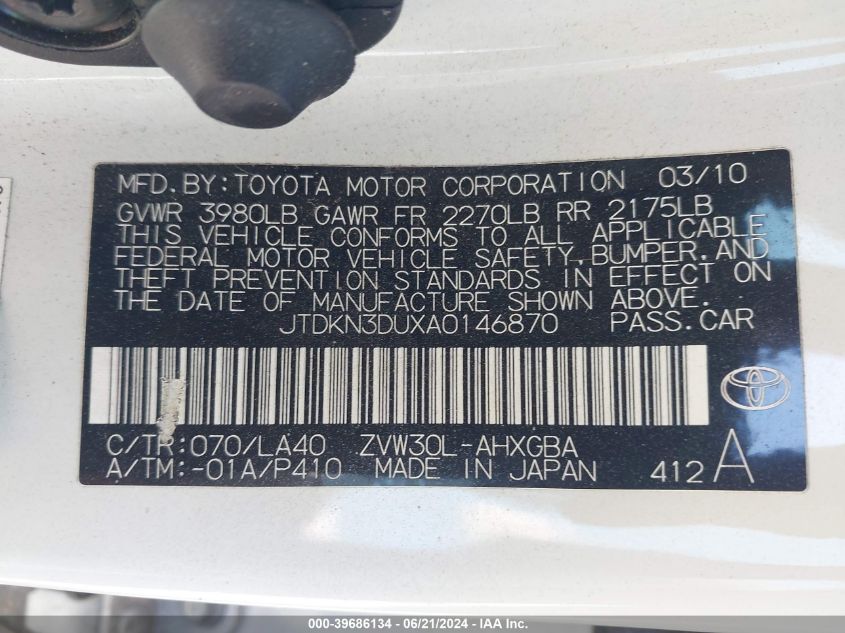 MFD.BY:TOYOTA MOTOR CORPORATION 03/10
GVWR 3980LB GAWR FR 2270LB RR 2175LB
THIS VEHICLE CONFORMS TO ALL APPLICABLE
FEDERAL MOTOR VEHICLE SAFETY,BUMPER,AND
THEFT PREVENTION STANDARDS IN EFFECT ON
THE DATE OF MANUFACTURE SHOWN ABOVE.
JTDKN3DUXA0146870 PASS.CAR
C/TR:070/LA40 ZVW30L-AHXGBA
A/TM:-01A/P410 MADE IN JAPAN 412 A
000-39686134 - 06/21/2024 - IMAGE BY IAA